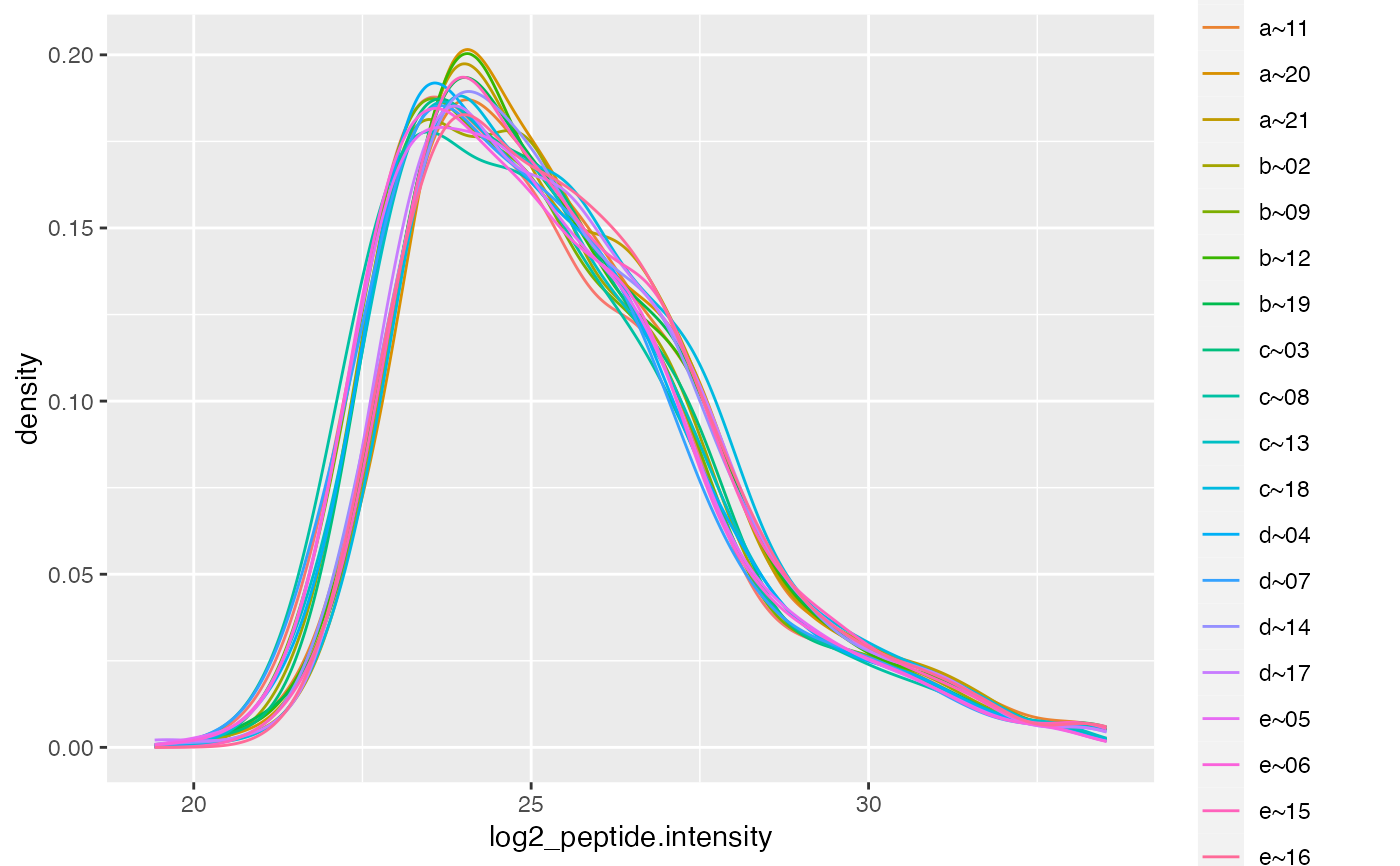 0.20
0.15
0.10
0.05
0.00
density
20 25 30
log2_peptide.intensity
a~11
a~20
a~21
b~02
b~09
b~12
b~19
c~03
c~08
c~13
c~18
d~04
d~07
d~14
d~17
e~05
e~06
e~15
e~16